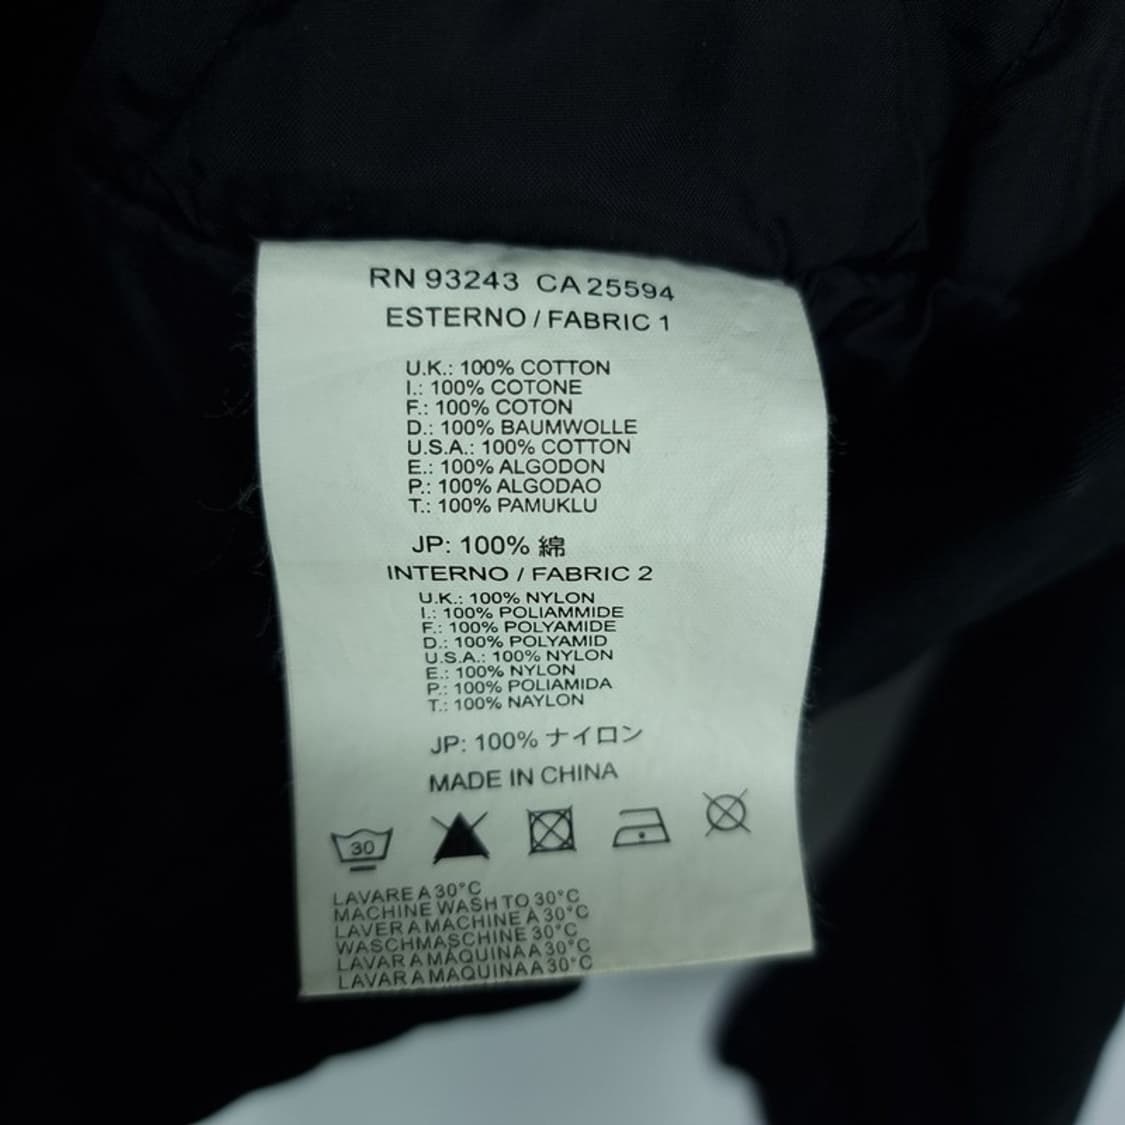 RN 93243 CA 25594
ESTERNO / FABRIC 1
U.K.: 100% COTTON
I.: 100% COTONE
F.: 100% COTON
D.: 100% BAUMWOLLE
U.S.A.: 100% COTTON
E.: 100% ALGODON
P.: 100% ALGODAO
T.: 100% PAMUKLU
JP: 100% 綿
INTERNO / FABRIC 2
U.K.: 100% NYLON
I.: 100% POLIAMMIDE
F.: 100% POLYAMIDE
D.: 100% POLYAMID
U.S.A.: 100% NYLON
E.: 100% NYLON
P.: 100% POLIAMIDA
T.: 100% NAYLON
JP: 100% ナイロン
MADE IN CHINA
30
LAVARE A 30°C
MACHINE WASH TO 30°C
LAVER A MACHINE A 30°C
WASCHMASCHINE 30°C
LAVAR A MAQUINA A 30°C
LAVAR A MAQUINA A 30°C